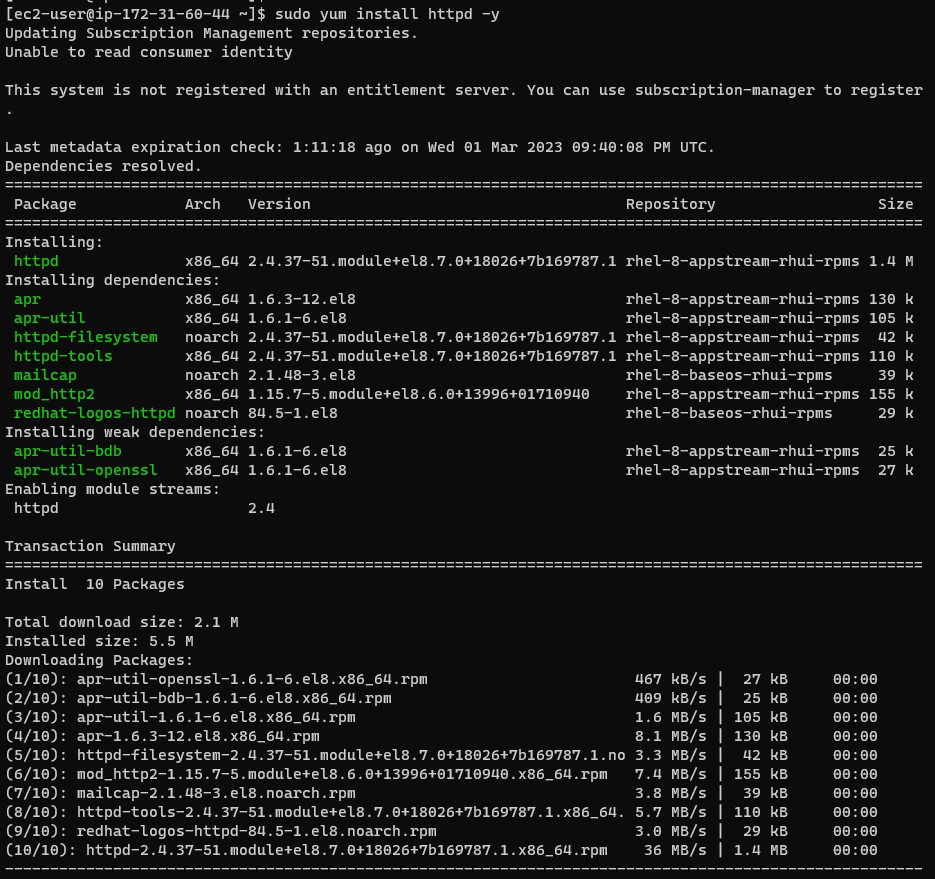 [ec2-user@ip-172-31-60-44 ~]$ sudo yum install httpd -y
Updating Subscription Management repositories.
Unable to read consumer identity

This system is not registered with an entitlement server. You can use subscription-manager to register
.

Last metadata expiration check: 1:11:18 ago on Wed 01 Mar 2023 09:40:08 PM UTC.
Dependencies resolved.
======================================================================================================
 Package            Arch   Version                                   Repository                  Size
======================================================================================================
Installing:
 httpd              x86_64 2.4.37-51.module+el8.7.0+18026+7b169787.1 rhel-8-appstream-rhui-rpms 1.4 M
Installing dependencies:
 apr                x86_64 1.6.3-12.el8                              rhel-8-appstream-rhui-rpms 130 k
 apr-util           x86_64 1.6.1-6.el8                               rhel-8-appstream-rhui-rpms 105 k
 httpd-filesystem   noarch 2.4.37-51.module+el8.7.0+18026+7b169787.1 rhel-8-appstream-rhui-rpms  42 k
 httpd-tools        x86_64 2.4.37-51.module+el8.7.0+18026+7b169787.1 rhel-8-appstream-rhui-rpms 110 k
 mailcap            noarch 2.1.48-3.el8                              rhel-8-baseos-rhui-rpms     39 k
 mod_http2          x86_64 1.15.7-5.module+el8.6.0+13996+01710940    rhel-8-appstream-rhui-rpms 155 k
 redhat-logos-httpd noarch 84.5-1.el8                                rhel-8-baseos-rhui-rpms     29 k
Installing weak dependencies:
 apr-util-bdb       x86_64 1.6.1-6.el8                               rhel-8-appstream-rhui-rpms  25 k
 apr-util-openssl   x86_64 1.6.1-6.el8                               rhel-8-appstream-rhui-rpms  27 k
Enabling module streams:
 httpd                     2.4

Transaction Summary
======================================================================================================
Install  10 Packages

Total download size: 2.1 M
Installed size: 5.5 M
Downloading Packages:
(1/10): apr-util-openssl-1.6.1-6.el8.x86_64.rpm                       467 kB/s |  27 kB     00:00
(2/10): apr-util-bdb-1.6.1-6.el8.x86_64.rpm                           409 kB/s |  25 kB     00:00
(3/10): apr-util-1.6.1-6.el8.x86_64.rpm                               1.6 MB/s | 105 kB     00:00
(4/10): apr-1.6.3-12.el8.x86_64.rpm                                   8.1 MB/s | 130 kB     00:00
(5/10): httpd-filesystem-2.4.37-51.module+el8.7.0+18026+7b169787.1.no 3.3 MB/s |  42 kB     00:00
(6/10): mod_http2-1.15.7-5.module+el8.6.0+13996+01710940.x86_64.rpm   7.4 MB/s | 155 kB     00:00
(7/10): mailcap-2.1.48-3.el8.noarch.rpm                               3.8 MB/s |  39 kB     00:00
(8/10): httpd-tools-2.4.37-51.module+el8.7.0+18026+7b169787.1.x86_64. 5.7 MB/s | 110 kB     00:00
(9/10): redhat-logos-httpd-84.5-1.el8.noarch.rpm                      3.0 MB/s |  29 kB     00:00
(10/10): httpd-2.4.37-51.module+el8.7.0+18026+7b169787.1.x86_64.rpm    36 MB/s | 1.4 MB     00:00
------------------------------------------------------------------------------------------------------